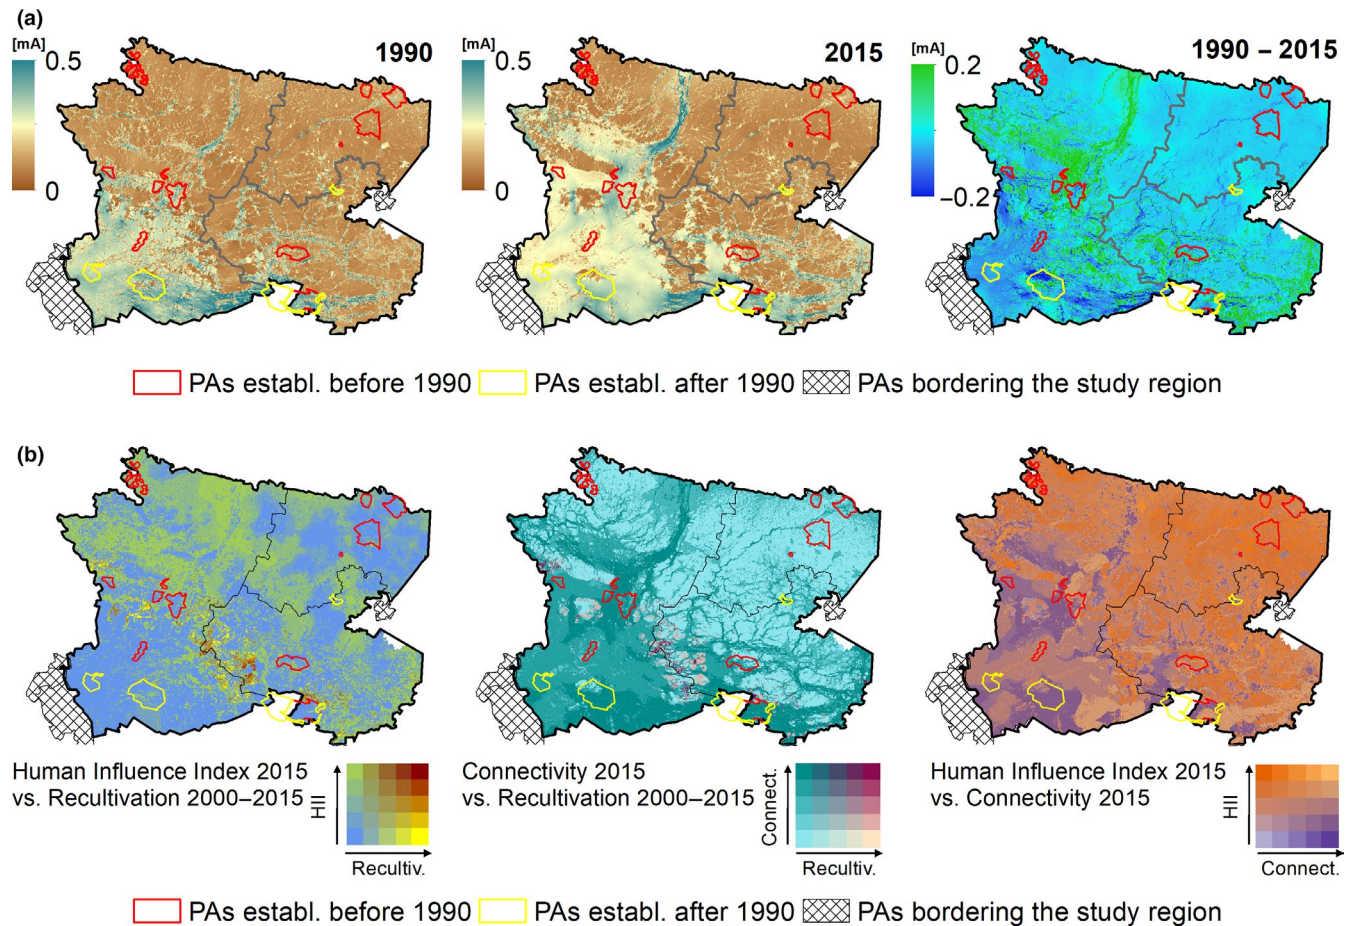 (a)
[mA]
0.5
1990
0
[mA]
0.5
2015
0
[mA]
0.2
1990 – 2015
−0.2
PAs establ. before 1990
PAs establ. after 1990
PAs bordering the study region
(b)
Human Influence Index 2015
vs. Recultivation 2000–2015
HII
Recultiv.
Connectivity 2015
vs. Recultivation 2000–2015
Connect.
Recultiv.
Human Influence Index 2015
vs. Connectivity 2015
HII
Connect.
PAs establ. before 1990
PAs establ. after 1990
PAs bordering the study region